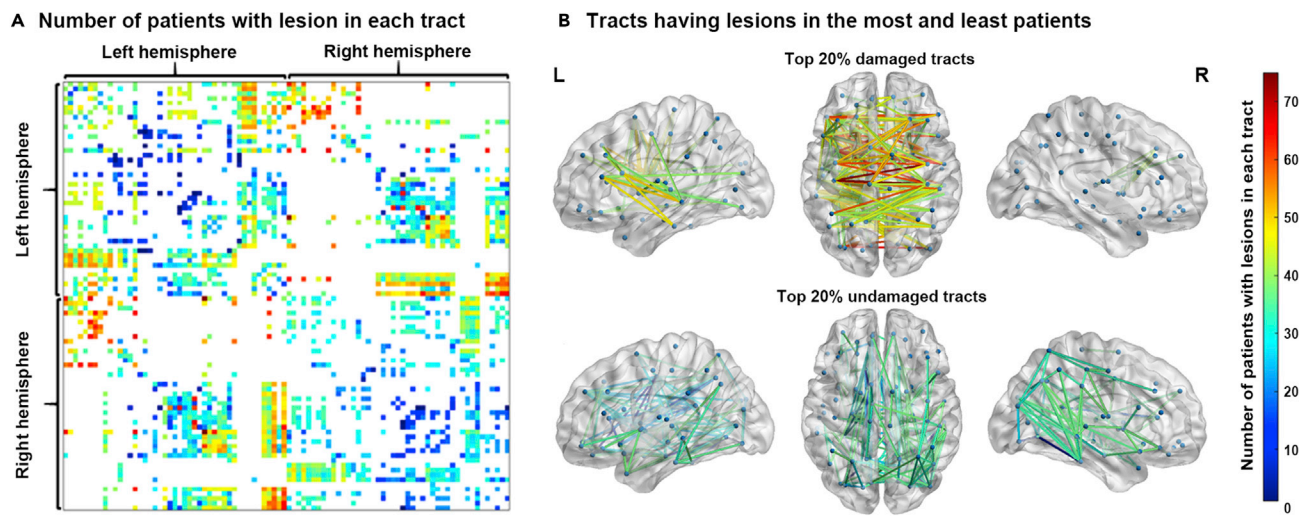 A Number of patients with lesion in each tract
Left hemisphere
Right hemisphere
Left hemisphere
Right hemisphere
B Tracts having lesions in the most and least patients
Top 20% damaged tracts
L
R
Top 20% undamaged tracts
70
60
50
40
30
20
10
0
Number of patients with lesions in each tract